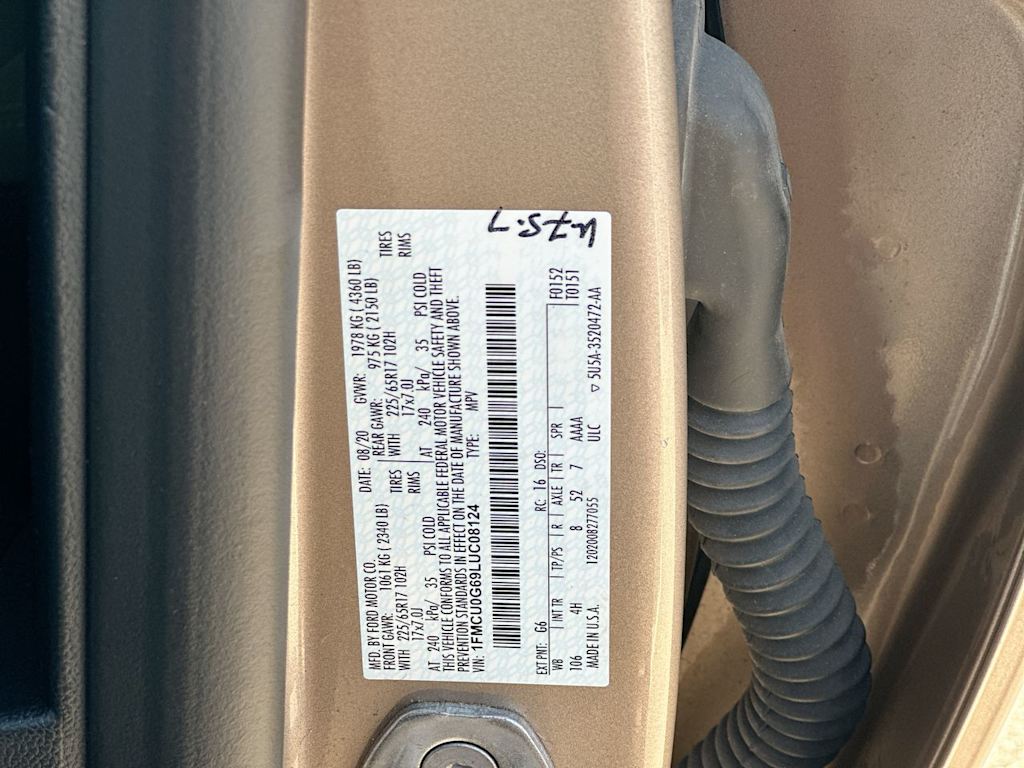 MFD. BY FORD MOTOR CO.
DATE: 08/20 GVWR: 1978 KG ( 4360 LB)
FRONT GAWR: 1061 KG ( 2340 LB) REAR GAWR: 975 KG ( 2150 LB)
WITH 225/65R17 102H TIRES WITH 225/65R17 102H TIRES
17x7.0J RIMS 17x7.0J RIMS
AT 240 kPa/ 35 PSI COLD AT 240 kPa/ 35 PSI COLD
THIS VEHICLE CONFORMS TO ALL APPLICABLE FEDERAL MOTOR VEHICLE SAFETY AND THEFT
PREVENTION STANDARDS IN EFFECT ON THE DATE OF MANUFACTURE SHOWN ABOVE.
VIN: 1FMCU0G69LUC08124 TYPE: MPV
EXT PNT: G6 RC: 16 DSO: F0152
WB INT TR TP/PS R AXLE TR SPR T0151
T06 4H 8 52 7 AAAA
MADE IN U.S.A. 1202008277055 ULC
5U5A-3520472-AA